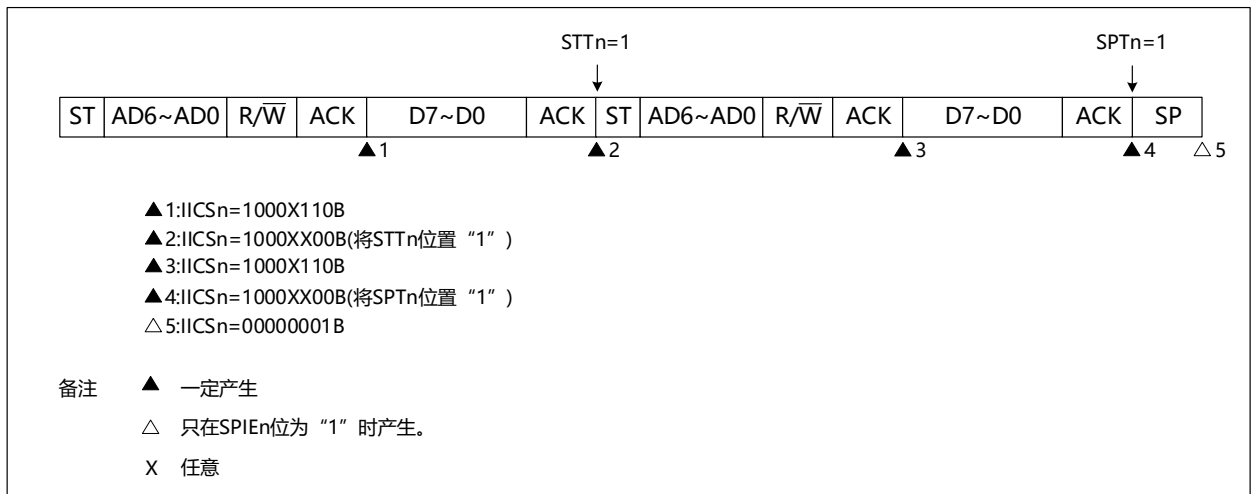 STTn=1 SPTn=1
ST AD6~AD0 R/W̅ ACK D7~D0 ACK ST AD6~AD0 R/W̅ ACK D7~D0 ACK SP
▲1 ▲2 ▲3 ▲4 △5
▲1:IICSn=1000X110B
▲2:IICSn=1000XX00B(将STTn位置“1”)
▲3:IICSn=1000X110B
▲4:IICSn=1000XX00B(将SPTn位置“1”)
△5:IICSn=00000001B
备注 ▲ 一定产生
△ 只在SPIEn位为“1”时产生。
X 任意